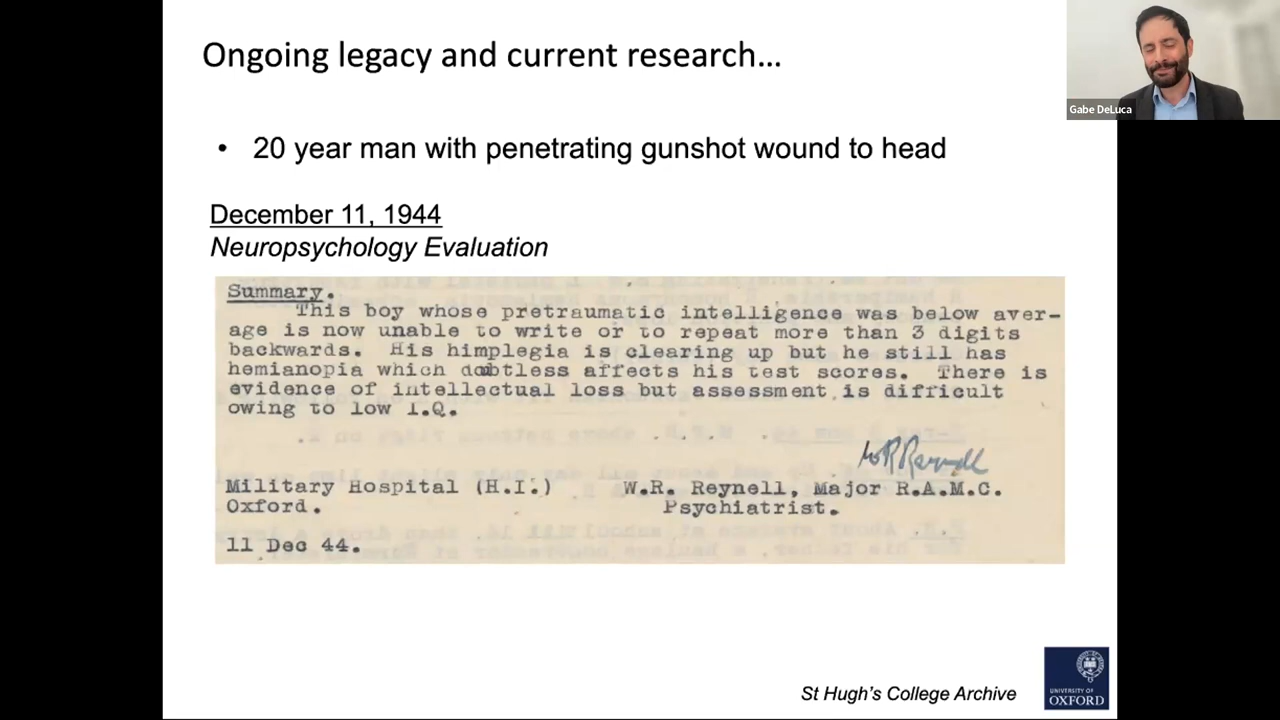 Ongoing legacy and current research...
Gabe DeLuca
• 20 year man with penetrating gunshot wound to head
December 11, 1944
Neuropsychology Evaluation
Summary.
This boy whose pretraumatic intelligence was below aver-
age is now unable to write or to repeat more than 3 digits
backwards. His himplegia is clearing up but he still has
hemianopia which doubtless affects his test scores. There is
evidence of intellectual loss but assessment is difficult
owing to low I.Q.
W R Reynell
Military Hospital (H.I.) W.R. Reynell, Major R.A.M.C.
Oxford. Psychiatrist.
11 Dec 44.
St Hugh's College Archive
UNIVERSITY OF
OXFORD